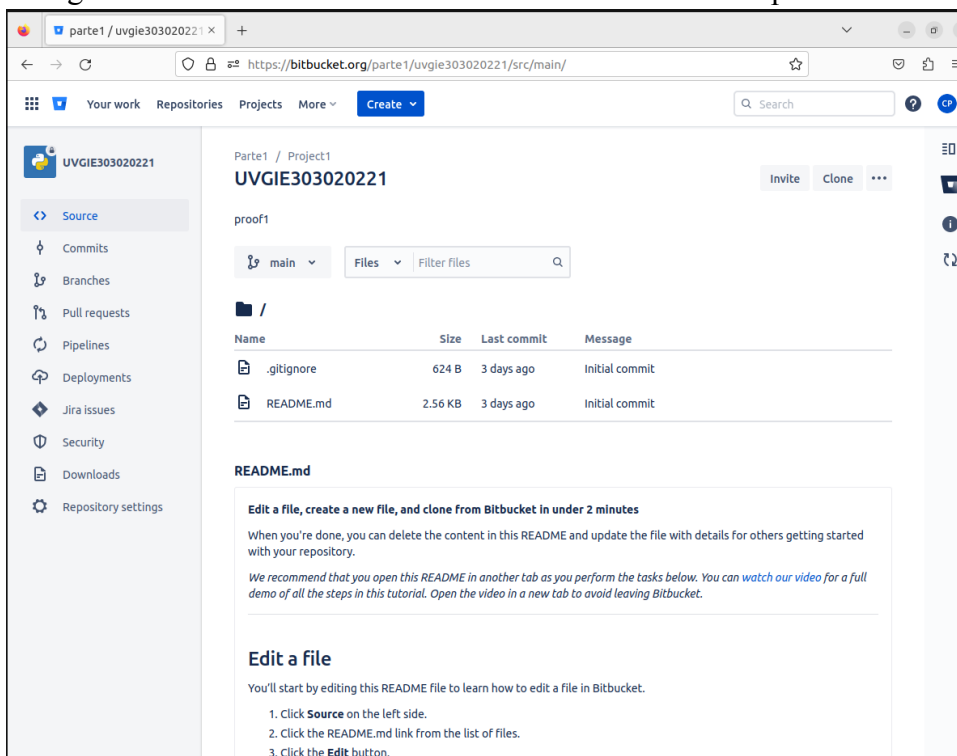 parte1 / uvgie303020221
https://bitbucket.org/parte1/uvgie303020221/src/main/
Your work Repositories Projects More Create Search CP
UVGIE303020221
Source
Commits
Branches
Pull requests
Pipelines
Deployments
Jira issues
Security
Downloads
Repository settings
Parte1 / Project1
UVGIE303020221
Invite Clone
proof1
main Files Filter files
/
Name Size Last commit Message
.gitignore 624 B 3 days ago Initial commit
README.md 2.56 KB 3 days ago Initial commit
README.md
Edit a file, create a new file, and clone from Bitbucket in under 2 minutes
When you're done, you can delete the content in this README and update the file with details for others getting started
with your repository.
We recommend that you open this README in another tab as you perform the tasks below. You can watch our video for a full
demo of all the steps in this tutorial. Open the video in a new tab to avoid leaving Bitbucket.
Edit a file
You'll start by editing this README file to learn how to edit a file in Bitbucket.
1. Click Source on the left side.
2. Click the README.md link from the list of files.
3. Click the Edit button.